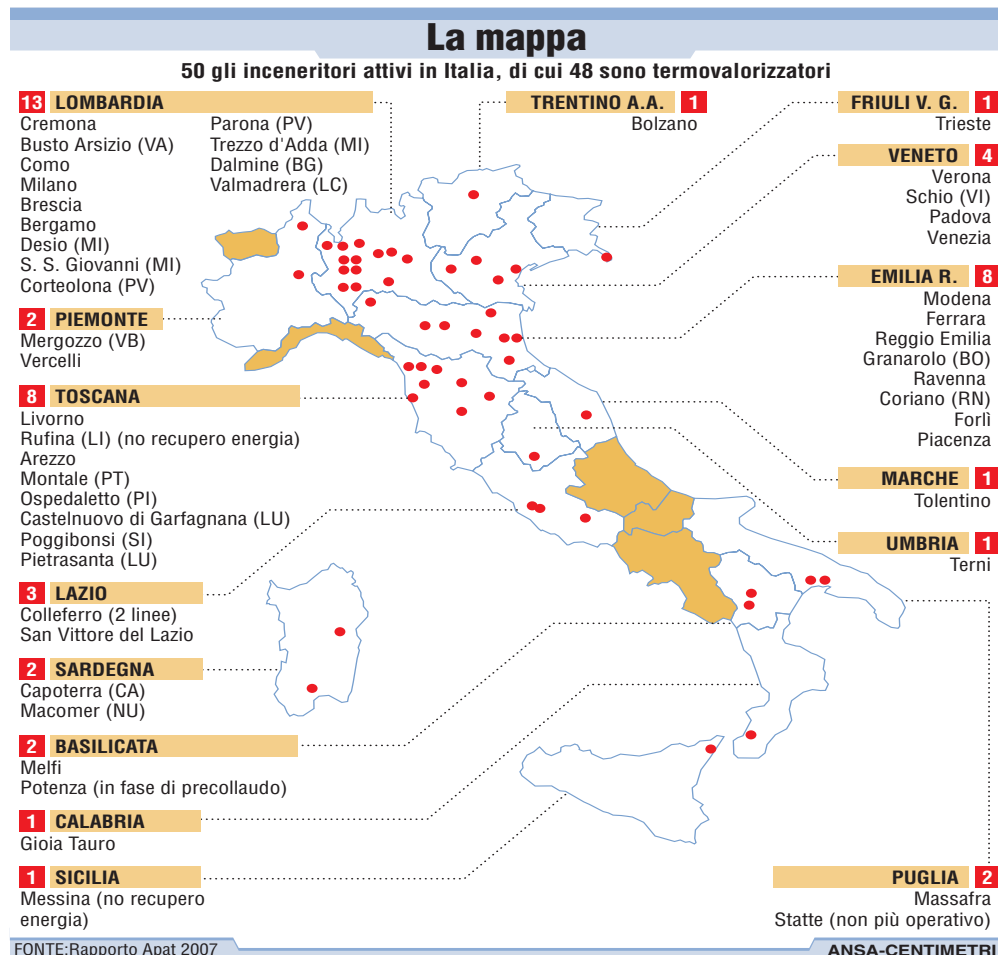 La mappa
50 gli inceneritori attivi in Italia, di cui 48 sono termovalorizzatori
13 LOMBARDIA
Cremona
Busto Arsizio (VA)
Como
Milano
Brescia
Bergamo
Desio (MI)
S. S. Giovanni (MI)
Corteolona (PV)
Parona (PV)
Trezzo d'Adda (MI)
Dalmine (BG)
Valmadrera (LC)
2 PIEMONTE
Mergozzo (VB)
Vercelli
8 TOSCANA
Livorno
Rufina (LI) (no recupero energia)
Arezzo
Montale (PT)
Ospedaletto (PI)
Castelnuovo di Garfagnana (LU)
Poggibonsi (SI)
Pietrasanta (LU)
3 LAZIO
Colleferro (2 linee)
San Vittore del Lazio
2 SARDEGNA
Capoterra (CA)
Macomer (NU)
2 BASILICATA
Melfi
Potenza (in fase di precollaudo)
1 CALABRIA
Gioia Tauro
1 SICILIA
Messina (no recupero
energia)
TRENTINO A.A. 1
Bolzano
FRIULI V. G. 1
Trieste
VENETO 4
Verona
Schio (VI)
Padova
Venezia
EMILIA R. 8
Modena
Ferrara
Reggio Emilia
Granarolo (BO)
Ravenna
Coriano (RN)
Forlì
Piacenza
MARCHE 1
Tolentino
UMBRIA 1
Terni
PUGLIA 2
Massafra
Statte (non più operativo)
FONTE:Rapporto Apat 2007
ANSA-CENTIMETRI